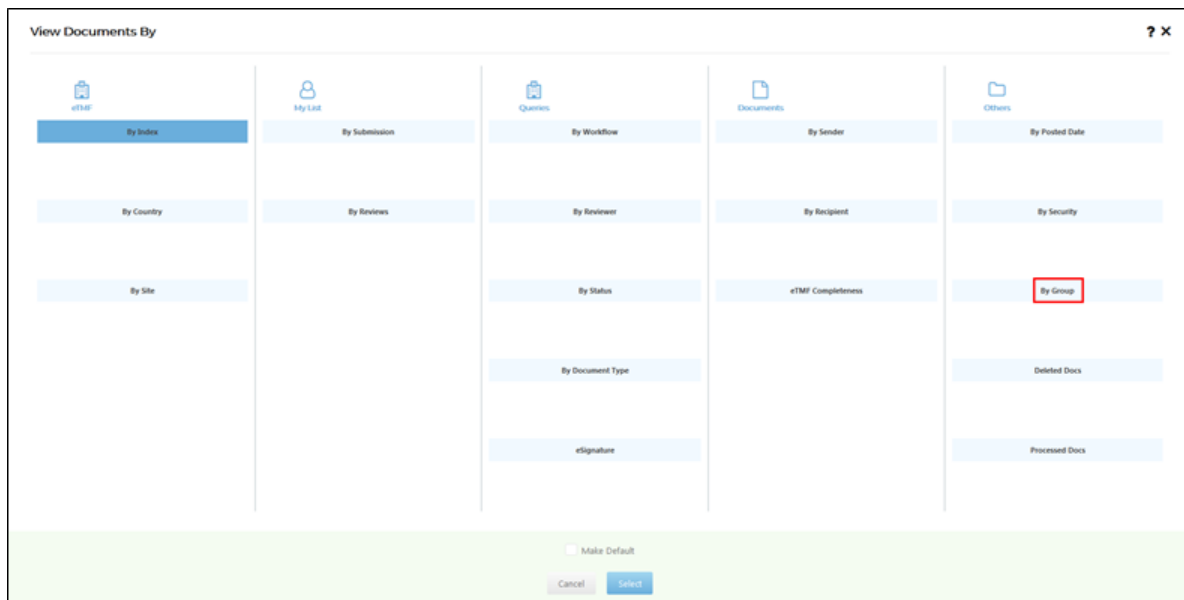 View Documents By
? ×
eTMF
My List
Queries
Documents
Others
By Index
By Submission
By Workflow
By Sender
By Posted Date
By Country
By Reviews
By Reviewer
By Recipient
By Security
By Site
By Status
eTMF Completeness
By Group
By Document Type
Deleted Docs
eSignature
Processed Docs
Make Default
Cancel
Select